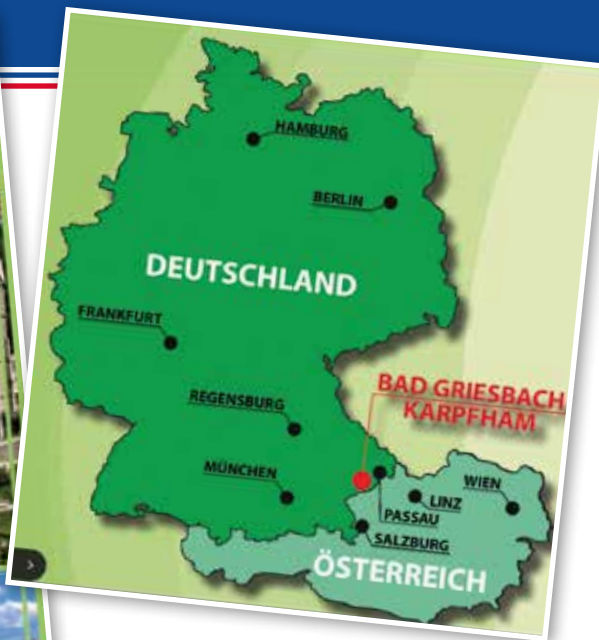 HAMBURG
BERLIN
DEUTSCHLAND
FRANKFURT
BAD GRIESBACH
KARPFHAM
REGENSBURG
MÜNCHEN
WIEN
LINZ
PASSAU
SALZBURG
ÖSTERREICH